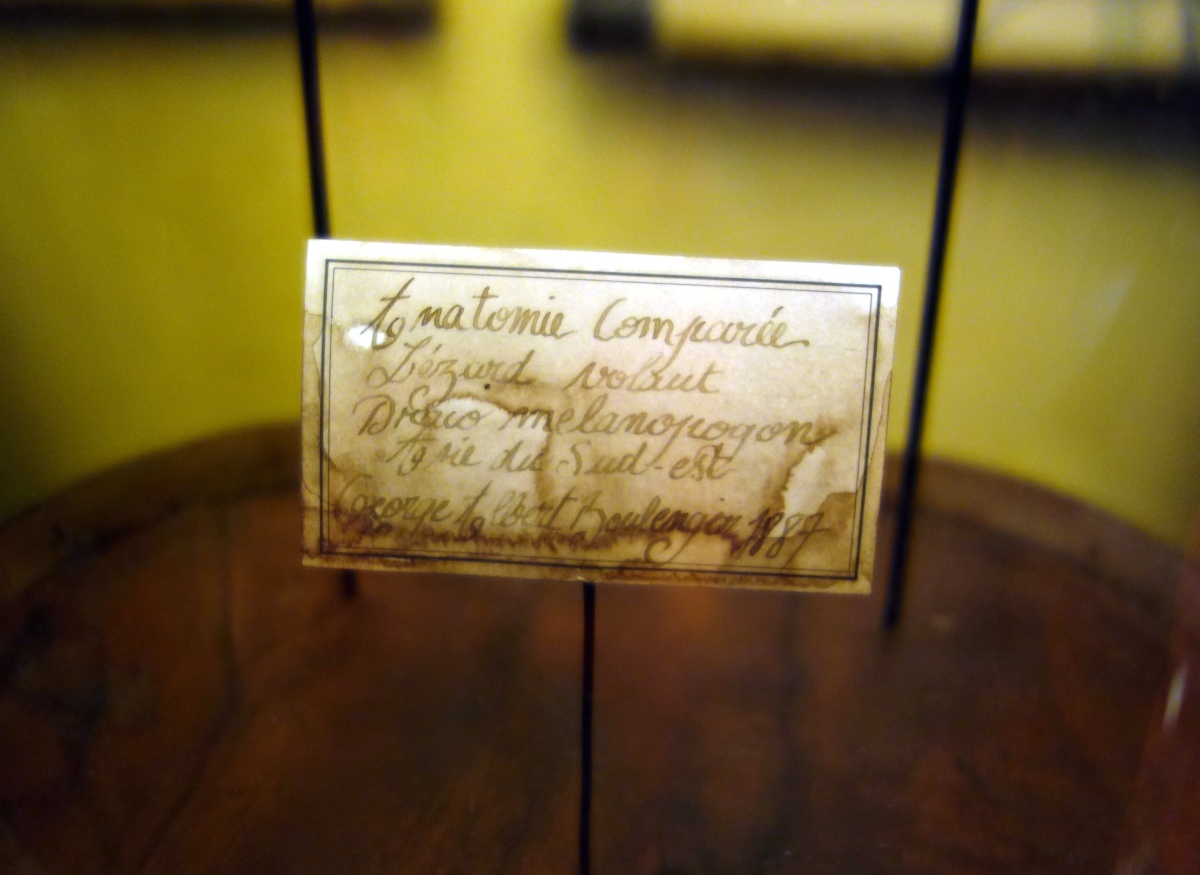 Anatomie Comparée
Lézard volant
Draco melanopogon
Asie du Sud-est
George Albert Boulenger 1887